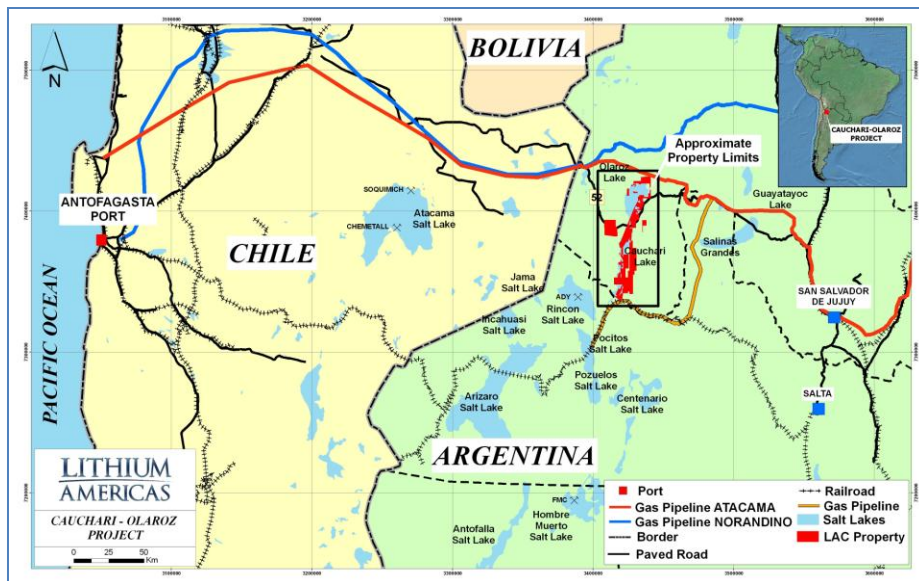 BOLIVIA
N
CAUCHARI-OLAROZ
PROJECT
Approximate
Property Limits
Olaroz
Lake
52
SOQUIMICH
ANTOFAGASTA
PORT
CHEMETALL
Atacama
Salt Lake
Guayatayoc
Lake
CHILE
Cauchari
Lake
Salinas
Grandes
Jama
Salt Lake
ADY
Rincon
Salt Lake
SAN SALVADOR
DE JUJUY
Incahuasi
Salt Lake
Pocitos
Salt Lake
PACIFIC OCEAN
Pozuelos
Salt Lake
Arizaro
Salt Lake
Centenario
Salt Lake
SALTA
ARGENTINA
LITHIUM
AMERICAS
CAUCHARI - OLAROZ
PROJECT
0 25 50
Km
FMC
Hombre
Muerto
Salt Lake
Antofalla
Salt Lake
Port
Gas Pipeline ATACAMA
Gas Pipeline NORANDINO
Border
Paved Road
Railroad
Gas Pipeline
Salt Lakes
LAC Property